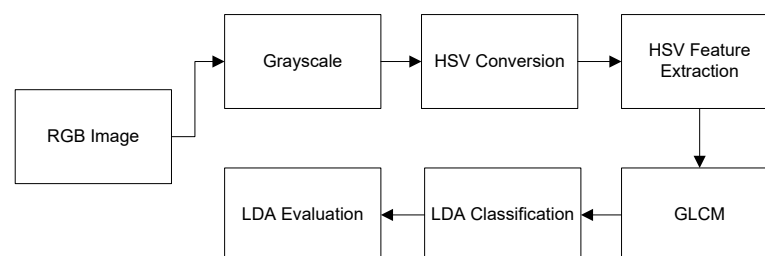 RGB Image
Grayscale
HSV Conversion
HSV Feature
Extraction
GLCM
LDA Classification
LDA Evaluation